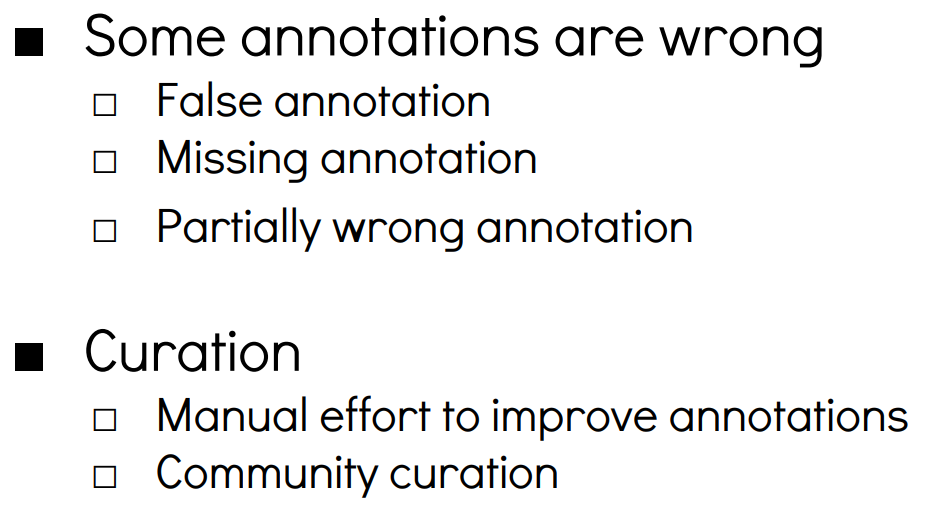 ■ Some annotations are wrong
□ False annotation
□ Missing annotation
□ Partially wrong annotation
■ Curation
□ Manual effort to improve annotations
□ Community curation